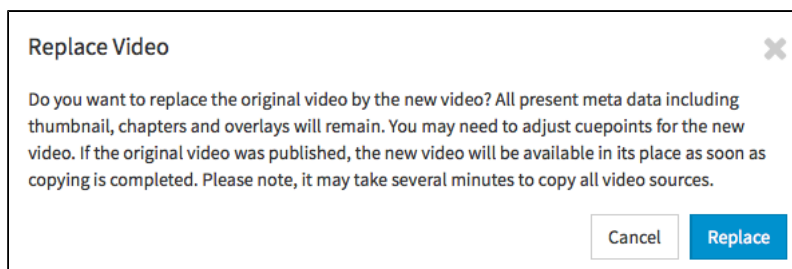 Replace Video
Do you want to replace the original video by the new video? All present meta data including
thumbnail, chapters and overlays will remain. You may need to adjust cuepoints for the new
video. If the original video was published, the new video will be available in its place as soon as
copying is completed. Please note, it may take several minutes to copy all video sources.
Cancel Replace